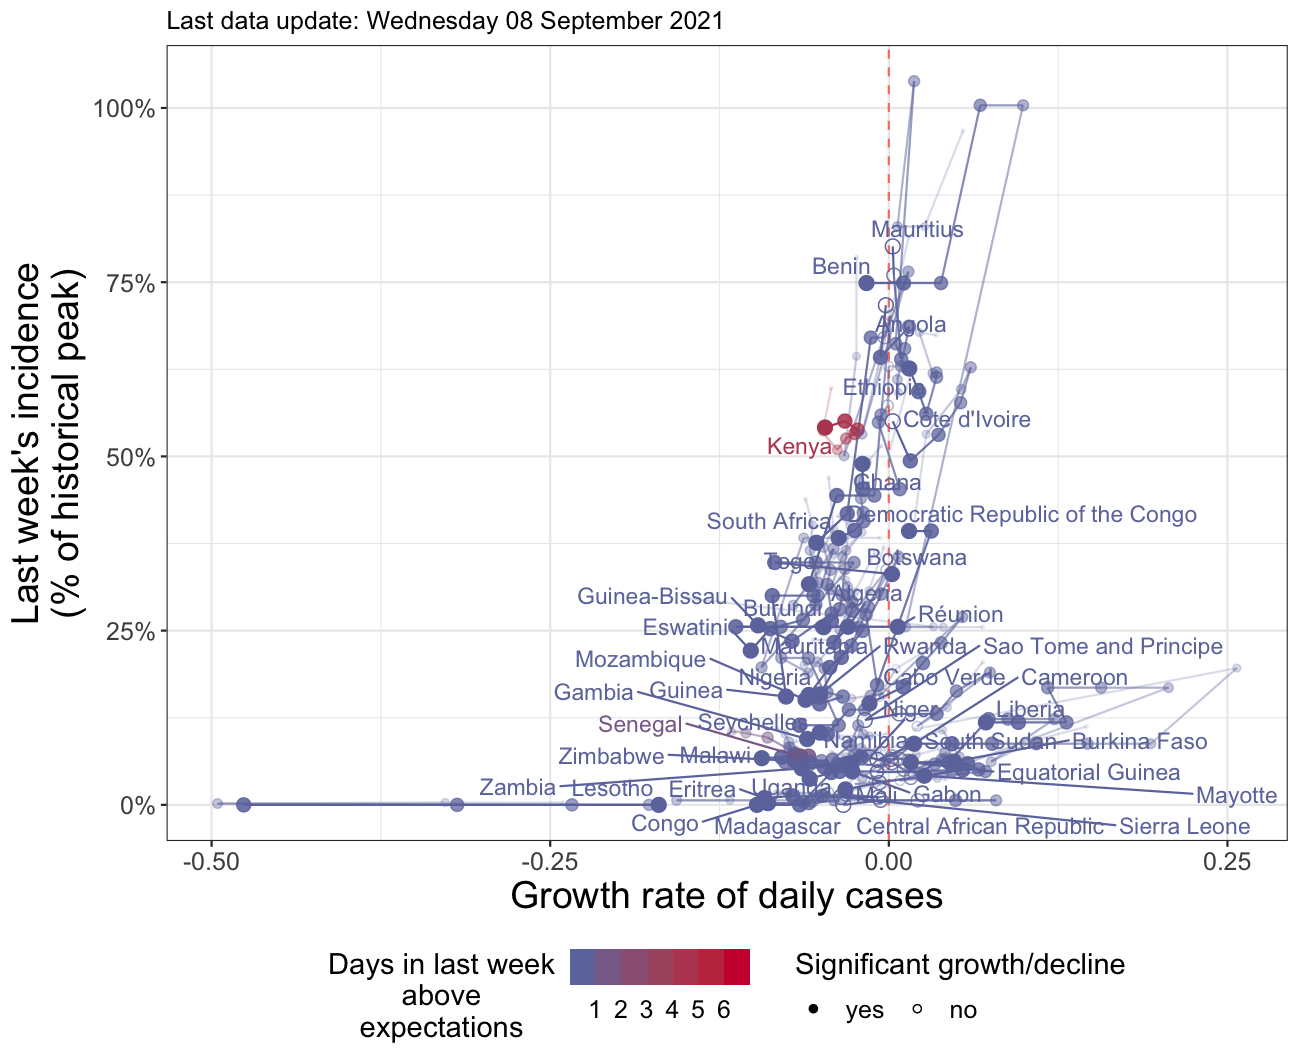 Last data update: Wednesday 08 September 2021
Last week's incidence
(% of historical peak)
100%
75%
50%
25%
0%
Mauritius
Benin
Angola
Ethiopia
Côte d'Ivoire
Kenya
Ghana
South Africa
Democratic Republic of the Congo
Togo
Botswana
Guinea-Bissau
Algeria
Burundi
Réunion
Eswatini
Mauritania
Rwanda
Sao Tome and Principe
Mozambique
Nigeria
Cabo Verde
Cameroon
Gambia
Guinea
Niger
Liberia
Senegal
Seychelles
Namibia
South Sudan
Burkina Faso
Zimbabwe
Malawi
Equatorial Guinea
Zambia
Lesotho
Eritrea
Uganda
Mali
Gabon
Mayotte
Congo
Madagascar
Central African Republic
Sierra Leone
-0.50
-0.25
0.00
0.25
Growth rate of daily cases
Days in last week
above
expectations
1 2 3 4 5 6
Significant growth/decline
yes
no